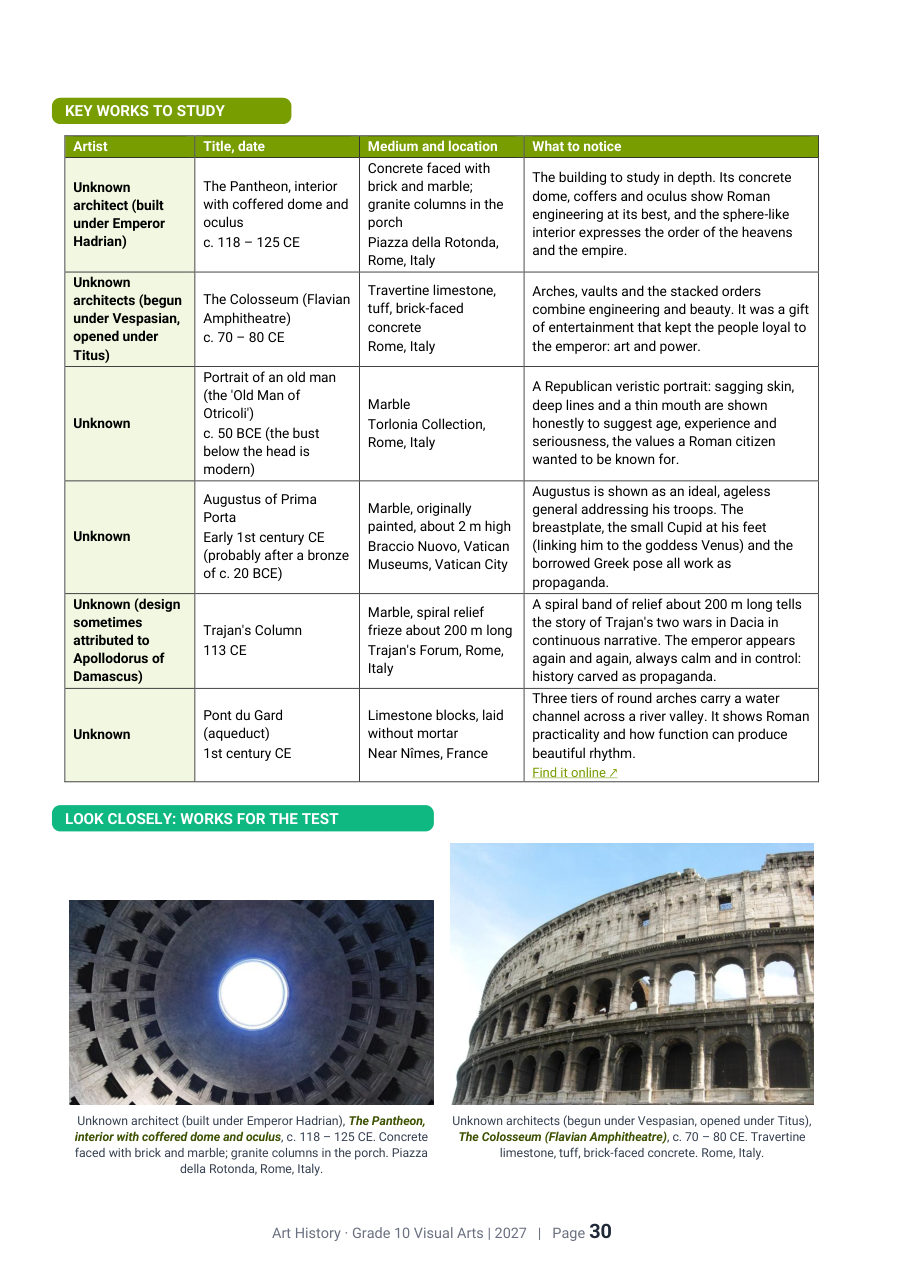 KEY WORKS TO STUDY
Artist
Title, date
Medium and location
What to notice
Unknown
architect (built
under Emperor
Hadrian)
The Pantheon, interior
with coffered dome and
oculus
c. 118 – 125 CE
Concrete faced with
brick and marble;
granite columns in the
porch
Piazza della Rotonda,
Rome, Italy
The building to study in depth. Its concrete
dome, coffers and oculus show Roman
engineering at its best, and the sphere-like
interior expresses the order of the heavens
and the empire.
Unknown
architects (begun
under Vespasian,
opened under
Titus)
The Colosseum (Flavian
Amphitheatre)
c. 70 – 80 CE
Travertine limestone,
tuff, brick-faced
concrete
Rome, Italy
Arches, vaults and the stacked orders
combine engineering and beauty. It was a gift
of entertainment that kept the people loyal to
the emperor: art and power.
Unknown
Portrait of an old man
(the 'Old Man of
Otricoli')
c. 50 BCE (the bust
below the head is
modern)
Marble
Torlonia Collection,
Rome, Italy
A Republican veristic portrait: sagging skin,
deep lines and a thin mouth are shown
honestly to suggest age, experience and
seriousness, the values a Roman citizen
wanted to be known for.
Unknown
Augustus of Prima
Porta
Early 1st century CE
(probably after a bronze
of c. 20 BCE)
Marble, originally
painted, about 2 m high
Braccio Nuovo, Vatican
Museums, Vatican City
Augustus is shown as an ideal, ageless
general addressing his troops. The
breastplate, the small Cupid at his feet
(linking him to the goddess Venus) and the
borrowed Greek pose all work as
propaganda.
Unknown (design
sometimes
attributed to
Apollodorus of
Damascus)
Trajan's Column
113 CE
Marble, spiral relief
frieze about 200 m long
Trajan's Forum, Rome,
Italy
A spiral band of relief about 200 m long tells
the story of Trajan's two wars in Dacia in
continuous narrative. The emperor appears
again and again, always calm and in control:
history carved as propaganda.
Unknown
Pont du Gard
(aqueduct)
1st century CE
Limestone blocks, laid
without mortar
Near Nîmes, France
Three tiers of round arches carry a water
channel across a river valley. It shows Roman
practicality and how function can produce
beautiful rhythm.
Find it online ↗
LOOK CLOSELY: WORKS FOR THE TEST
Unknown architect (built under Emperor Hadrian), The Pantheon,
interior with coffered dome and oculus, c. 118 – 125 CE. Concrete
faced with brick and marble; granite columns in the porch. Piazza
della Rotonda, Rome, Italy.
Unknown architects (begun under Vespasian, opened under Titus),
The Colosseum (Flavian Amphitheatre), c. 70 – 80 CE. Travertine
limestone, tuff, brick-faced concrete. Rome, Italy.
Art History · Grade 10 Visual Arts | 2027 | Page 30